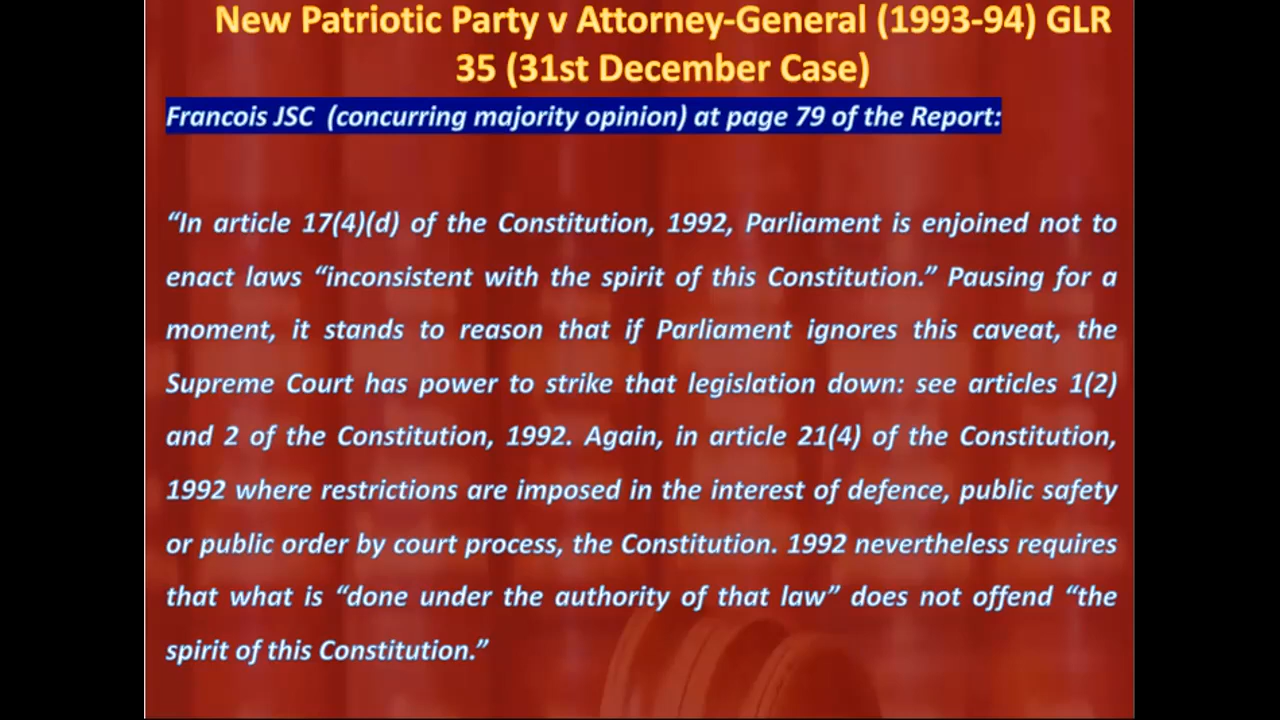 New Patriotic Party v Attorney-General (1993-94) GLR
35 (31st December Case)
Francois JSC  (concurring majority opinion) at page 79 of the Report:
“In article 17(4)(d) of the Constitution, 1992, Parliament is enjoined not to
enact laws “inconsistent with the spirit of this Constitution.” Pausing for a
moment, it stands to reason that if Parliament ignores this caveat, the
Supreme Court has power to strike that legislation down: see articles 1(2)
and 2 of the Constitution, 1992. Again, in article 21(4) of the Constitution,
1992 where restrictions are imposed in the interest of defence, public safety
or public order by court process, the Constitution. 1992 nevertheless requires
that what is “done under the authority of that law” does not offend “the
spirit of this Constitution.”